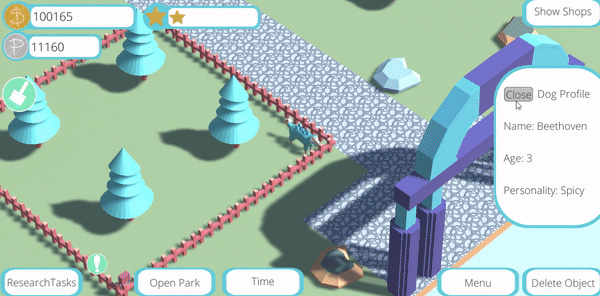 100165
11160
Show Shops
Close Dog Profile
Name: Beethoven
Age: 3
Personality: Spicy
ResearchTasks
Open Park
Time
Menu
Delete Object